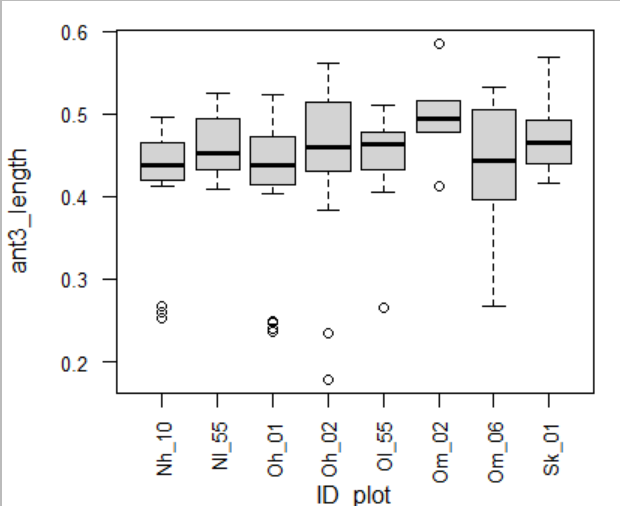 ant3_length
0.6
0.5
0.4
0.3
0.2
Nh_10
Nl_55
Oh_01
Oh_02
Ol_55
Om_02
Om_06
Sk_01
ID_plot